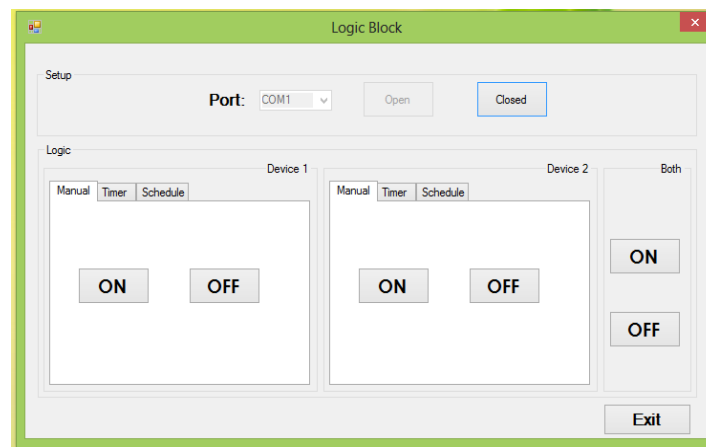 Logic Block
Setup
Port: COM1 Open Closed
Logic
Device 1 Device 2 Both
Manual Timer Schedule Manual Timer Schedule
ON OFF ON OFF ON
OFF
Exit